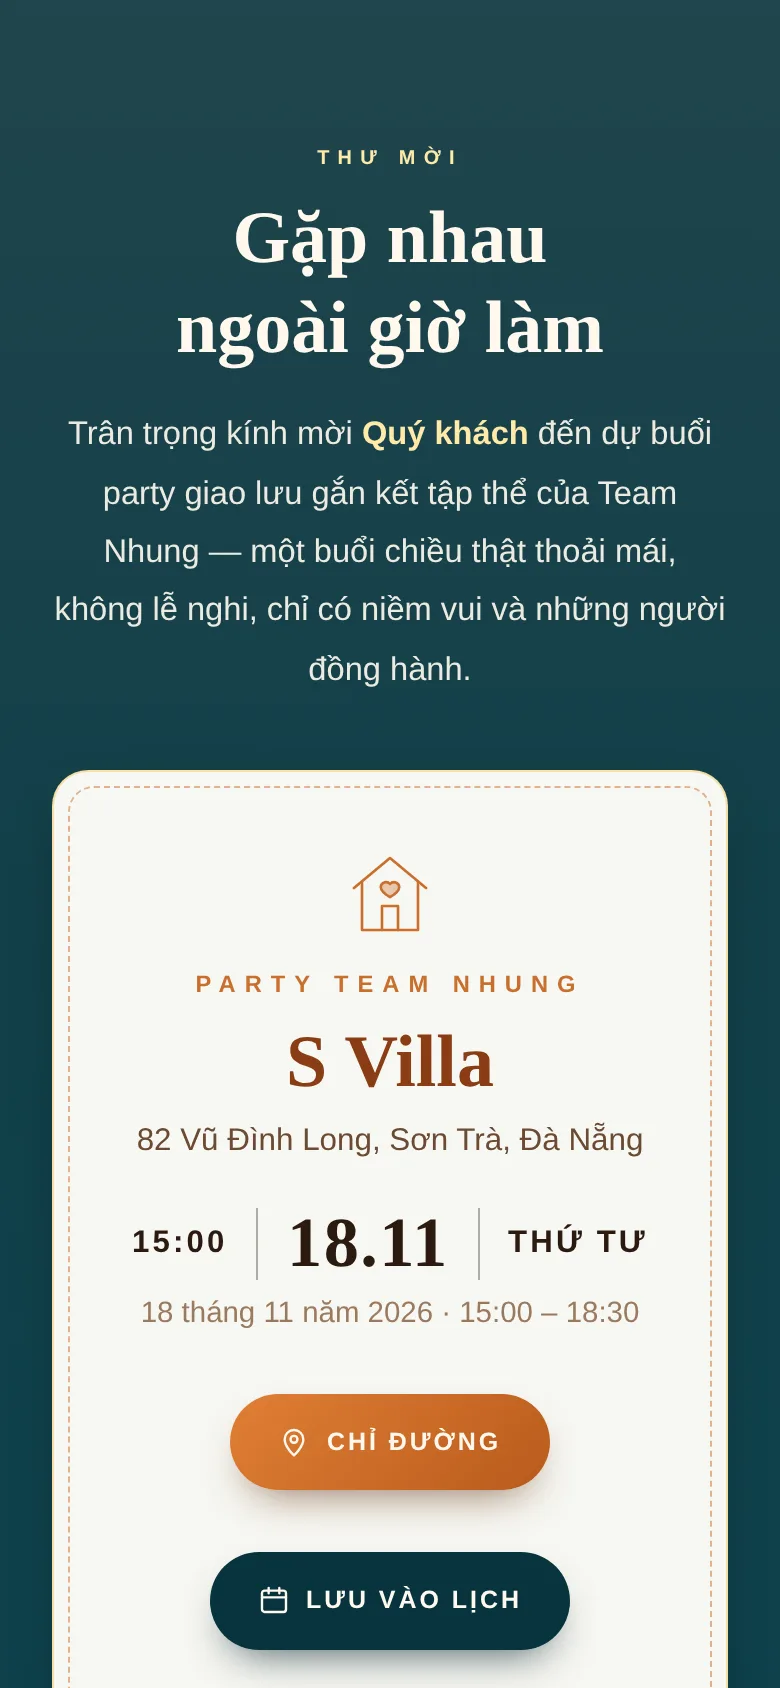 THƯ MỜI
Gặp nhau
ngoài giờ làm
Trân trọng kính mời Quý khách đến dự buổi
party giao lưu gắn kết tập thể của Team
Nhung — một buổi chiều thật thoải mái,
không lễ nghi, chỉ có niềm vui và những người
đồng hành.
PARTY TEAM NHUNG
S Villa
82 Vũ Đình Long, Sơn Trà, Đà Nẵng
15:00 18.11 THỨ TƯ
18 tháng 11 năm 2026 · 15:00 – 18:30
CHỈ ĐƯỜNG
LƯU VÀO LỊCH